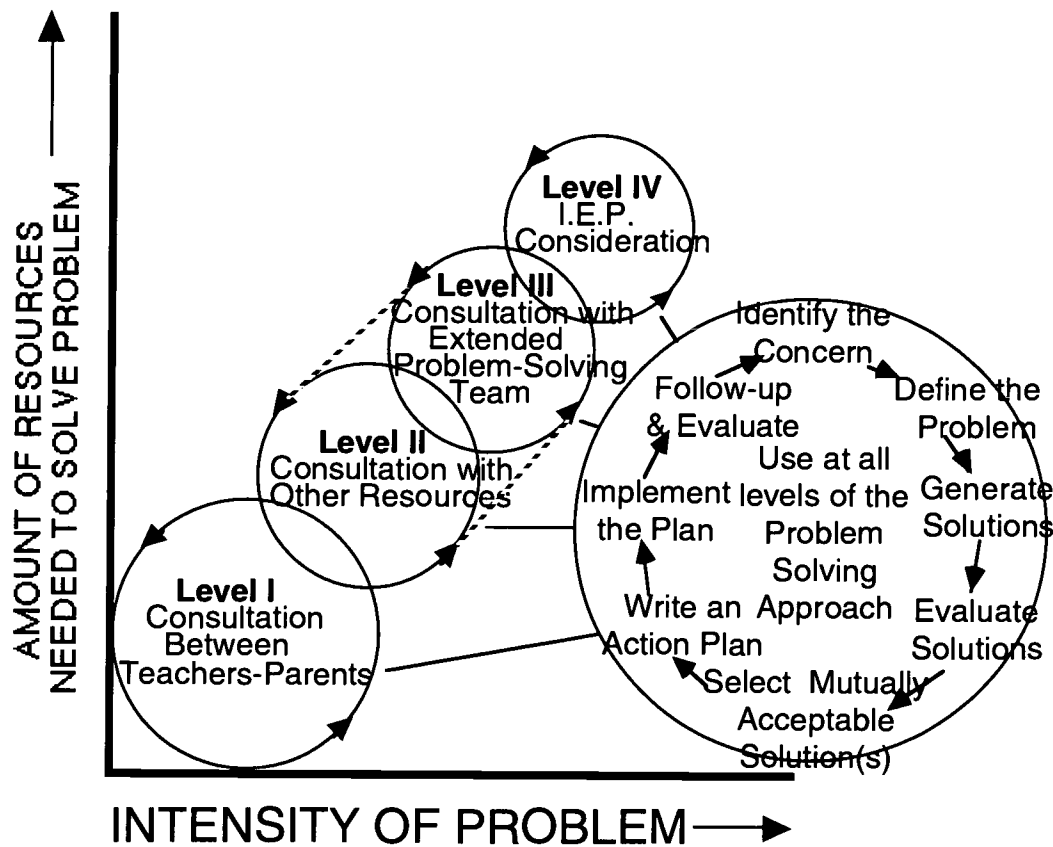 AMOUNT OF RESOURCES
NEEDED TO SOLVE PROBLEM
Level IV
I.E.P.
Consideration
Level III
Consultation with
Extended
Problem-Solving
Team
Level II
Consultation with
Other Resources
Level I
Consultation
Between
Teachers-Parents
Identify the
Concern
Define the
Problem
Generate
Solutions
Evaluate
Solutions
Select Mutually
Acceptable
Solution(s)
Write an
Action Plan
Implement
the Plan
Follow-up
& Evaluate
Use at all
levels of the
Problem
Solving
Approach
INTENSITY OF PROBLEM